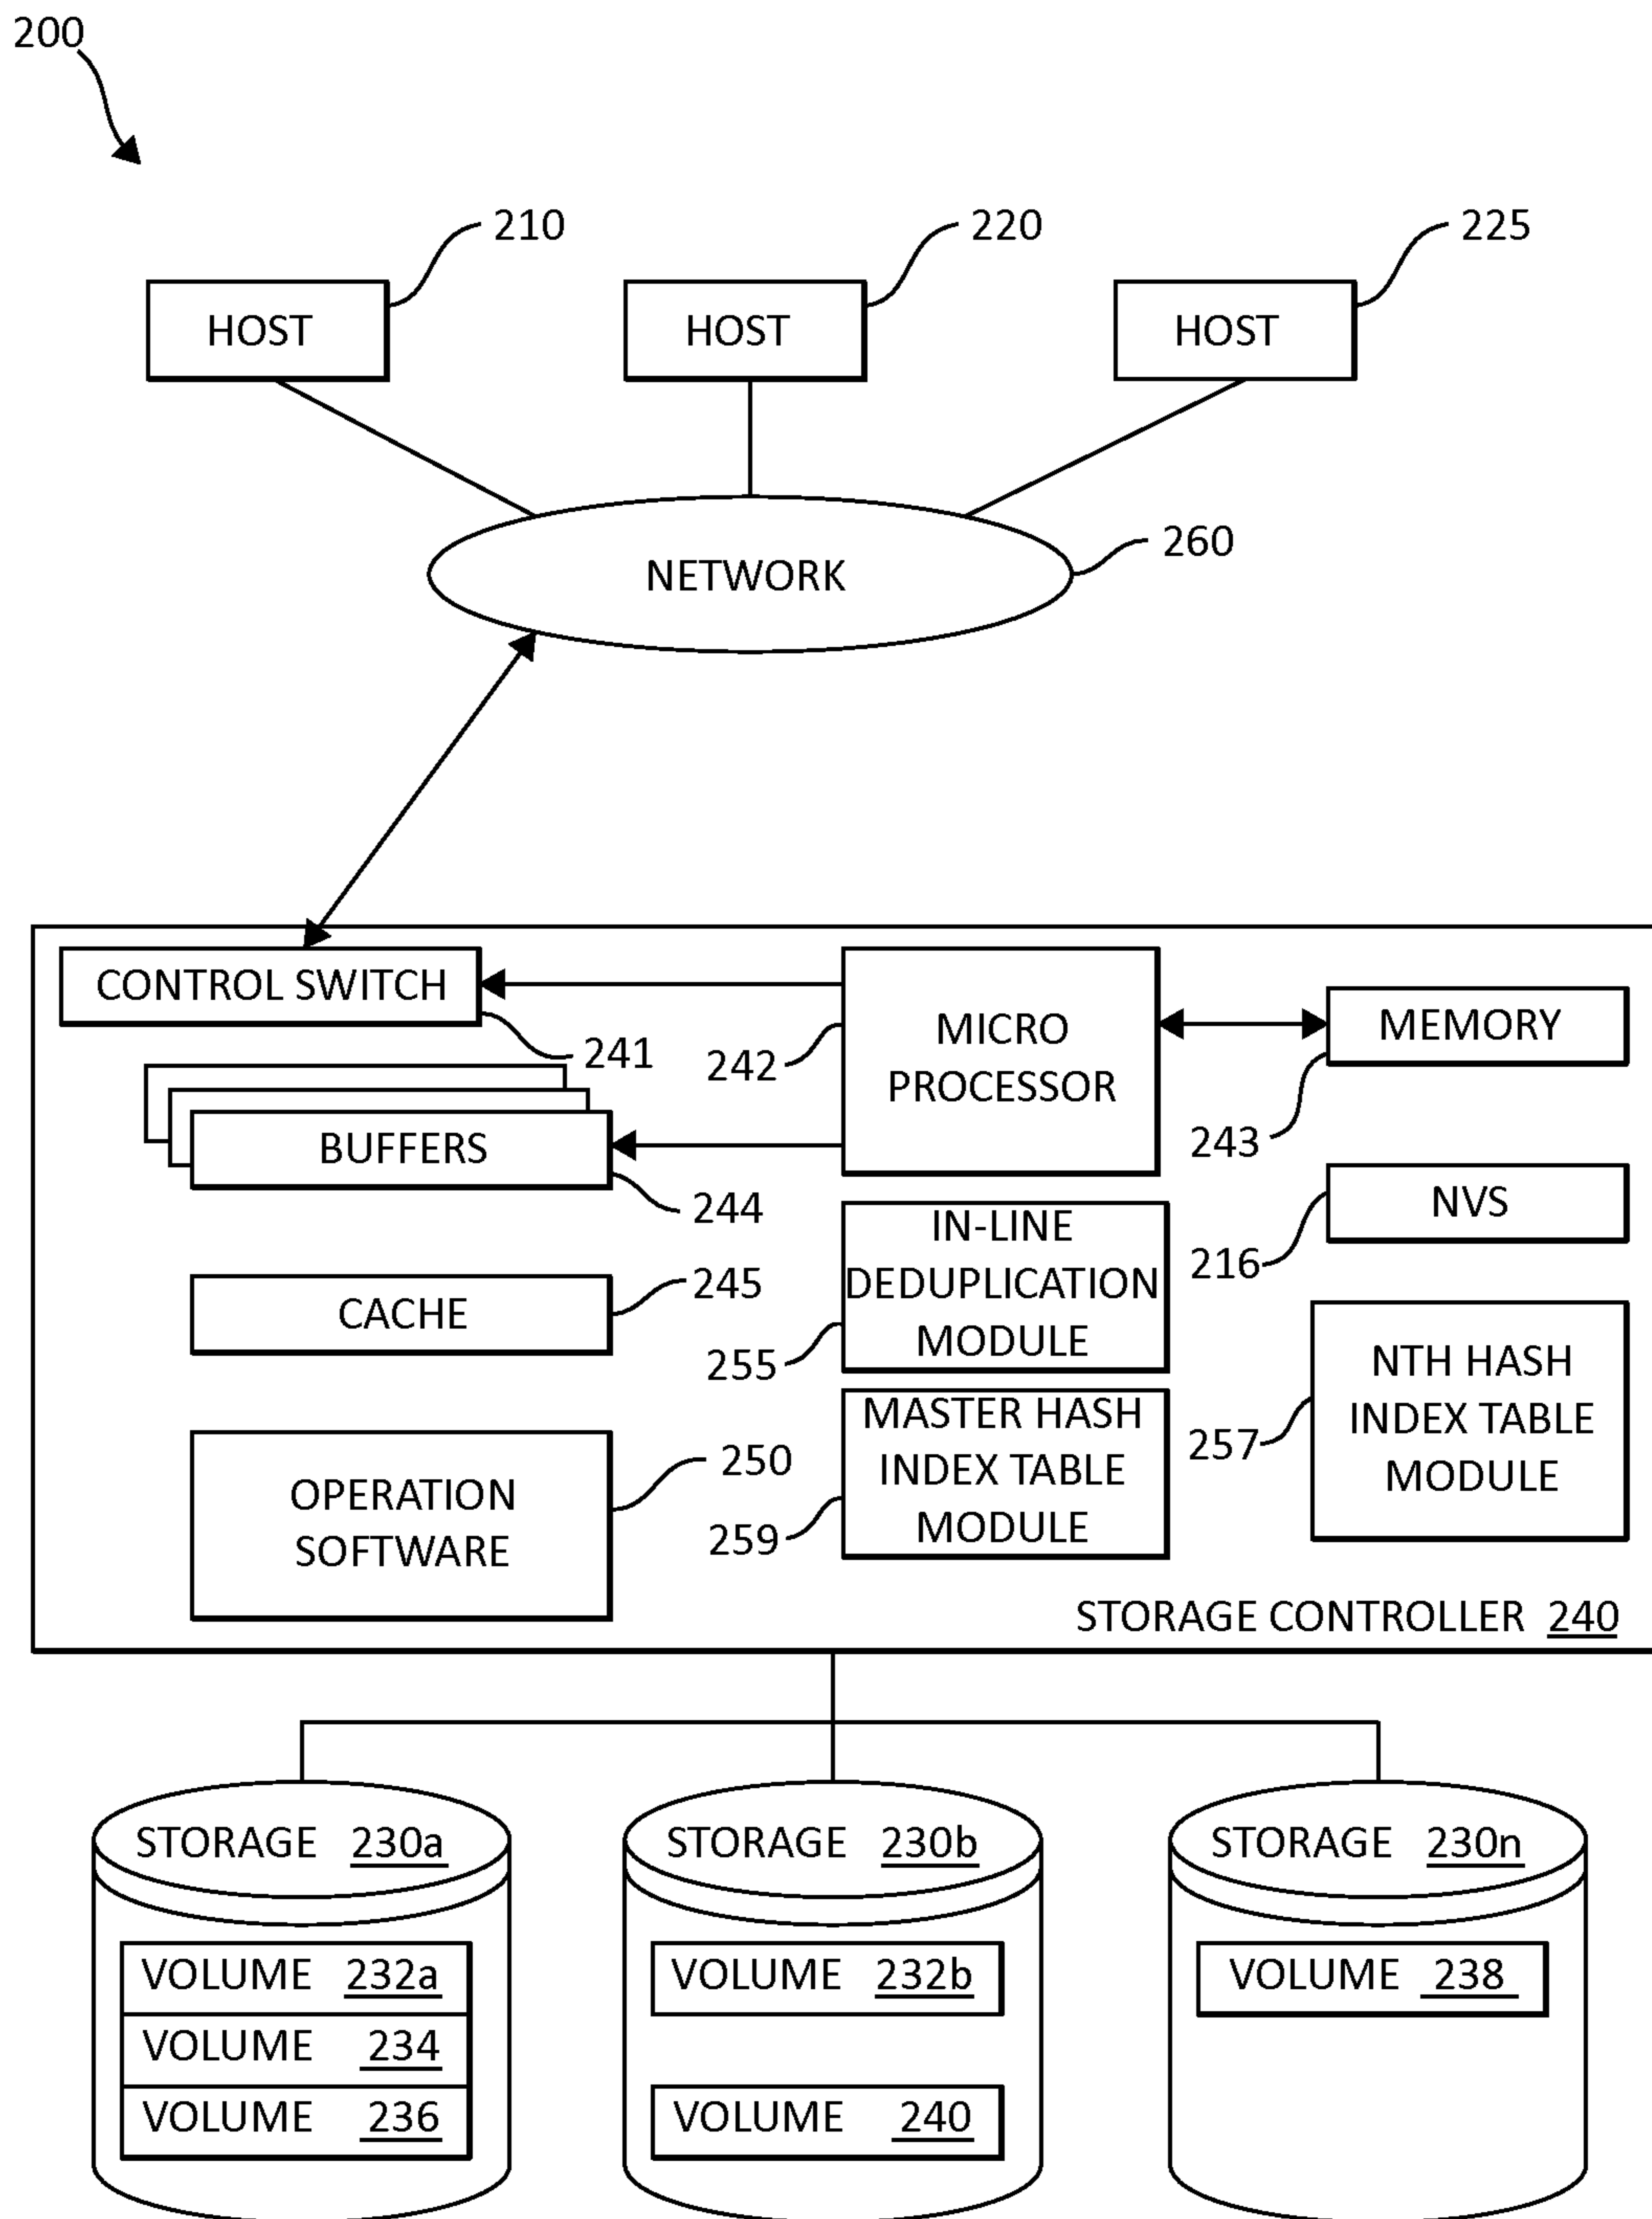 200
210
220
225
HOST
HOST
HOST
260
NETWORK
CONTROL SWITCH
241
MICRO
PROCESSOR
242
MEMORY
243
BUFFERS
244
NVS
216
IN-LINE
DEDUPLICATION
MODULE
255
CACHE
245
NTH HASH
INDEX TABLE
MODULE
257
MASTER HASH
INDEX TABLE
MODULE
259
OPERATION
SOFTWARE
250
STORAGE CONTROLLER 240
STORAGE 230a
VOLUME 232a
VOLUME 234
VOLUME 236
STORAGE 230b
VOLUME 232b
VOLUME 240
STORAGE 230n
VOLUME 238